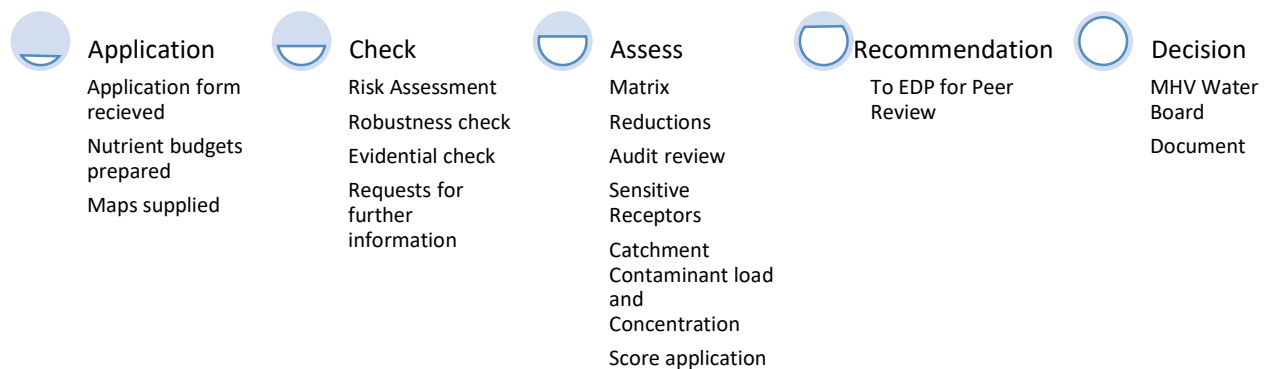 Application
Application form
recieved
Nutrient budgets
prepared
Maps supplied
Check
Risk Assessment
Robustness check
Evidential check
Requests for
further
information
Assess
Matrix
Reductions
Audit review
Sensitive
Receptors
Catchment
Contaminant load
and
Concentration
Score application
Recommendation
To EDP for Peer
Review
Decision
MHV Water
Board
Document